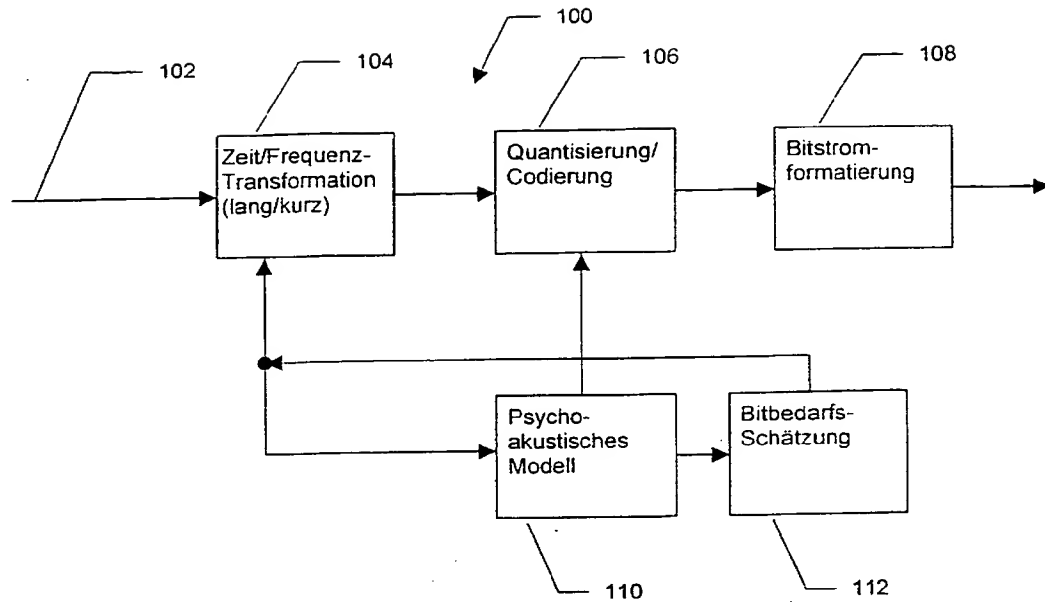 100
102
104
106
108
Zeit/Frequenz-
Transformation
(lang/kurz)
Quantisierung/
Codierung
Bitstrom-
formatierung
Psycho-
akustisches
Modell
Bitbedarfs-
Schätzung
110
112